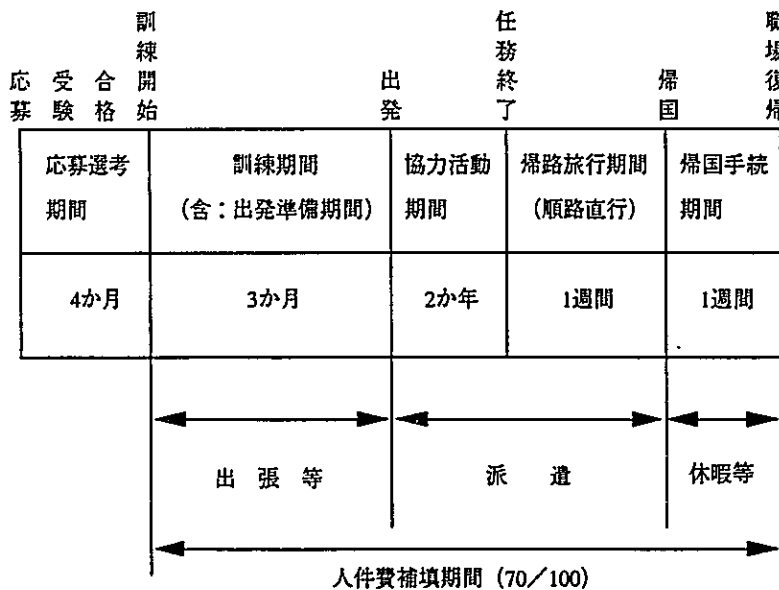 応募
受験
合格
訓練開始
出発
任務終了
帰国
職場復帰
応募選考
期間
訓練期間
(含：出発準備期間)
協力活動
期間
帰路旅行期間
(順路直行)
帰国手続
期間
4か月
3か月
2か年
1週間
1週間
出 張 等
派 遣
休暇等
人件費補填期間 (70／100)